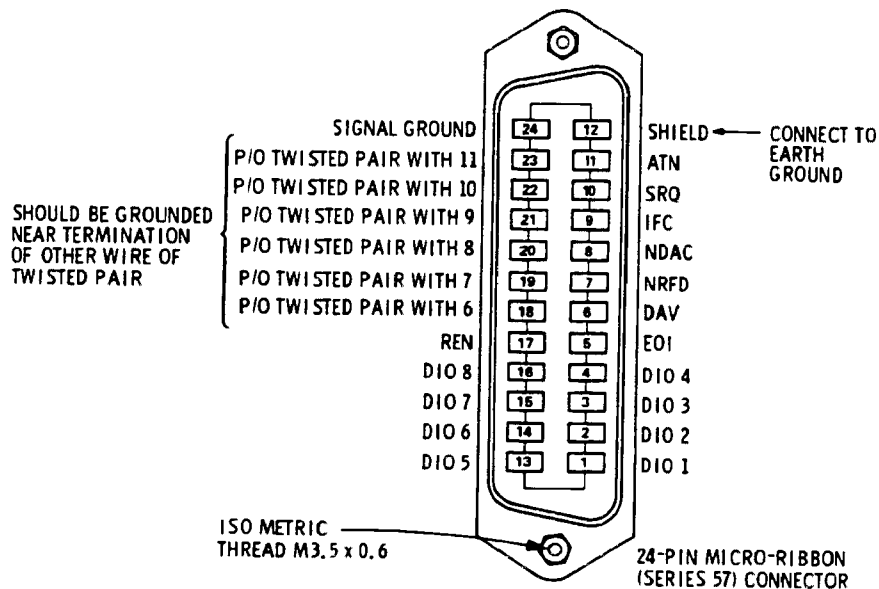 SIGNAL GROUND 24 12 SHIELD CONNECT TO EARTH GROUND
P/O TWISTED PAIR WITH 11 23 11 ATN
P/O TWISTED PAIR WITH 10 22 10 SRQ
SHOULD BE GROUNDED
NEAR TERMINATION
OF OTHER WIRE OF
TWISTED PAIR
P/O TWISTED PAIR WITH 9 21 9 IFC
P/O TWISTED PAIR WITH 8 20 8 NDAC
P/O TWISTED PAIR WITH 7 19 7 NRFD
P/O TWISTED PAIR WITH 6 18 6 DAV
REN 17 5 EOI
DIO 8 16 4 DIO 4
DIO 7 15 3 DIO 3
DIO 6 14 2 DIO 2
DIO 5 13 1 DIO 1
ISO METRIC
THREAD M3.5 x 0.6
24-PIN MICRO-RIBBON
(SERIES 57) CONNECTOR